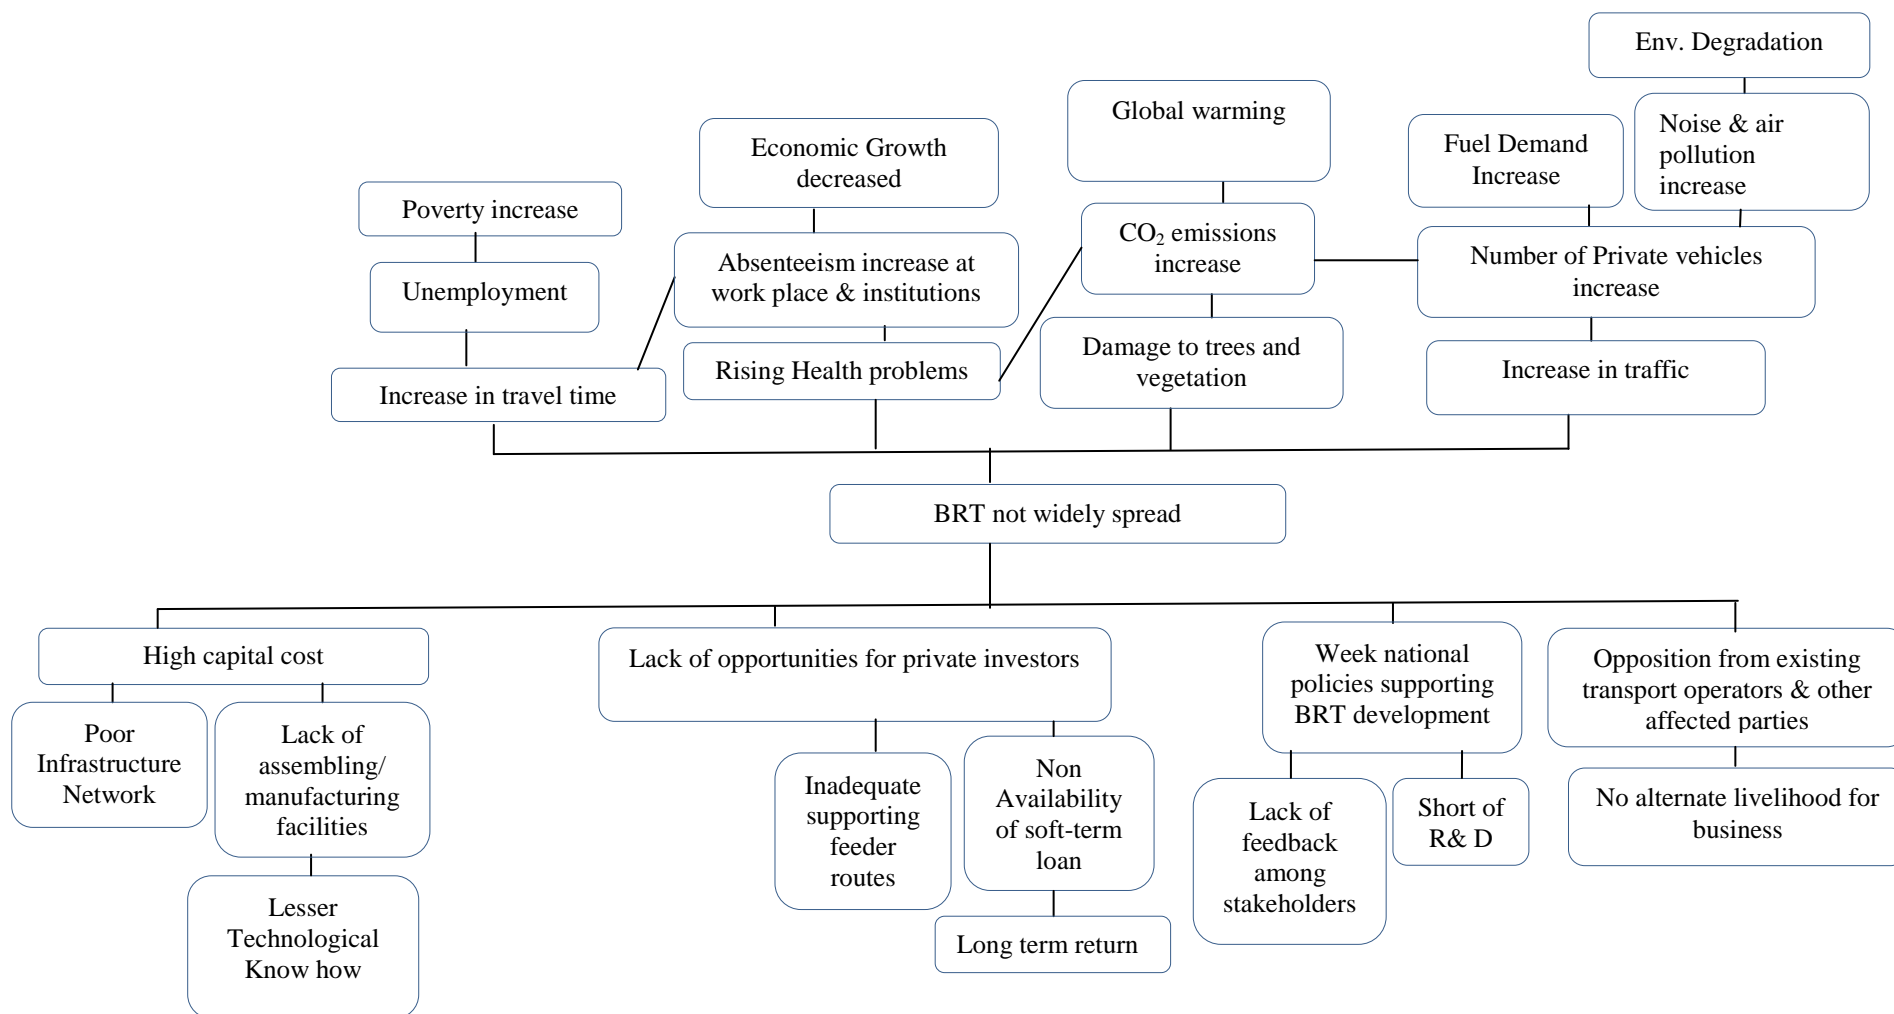 Env. Degradation
Global warming
Noise & air
pollution
increase
Fuel Demand
Increase
Economic Growth
decreased
Poverty increase
CO₂ emissions
increase
Number of Private vehicles
increase
Absenteeism increase at
work place & institutions
Unemployment
Damage to trees and
vegetation
Rising Health problems
Increase in traffic
Increase in travel time
BRT not widely spread
High capital cost
Lack of opportunities for private investors
Week national
policies supporting
BRT development
Opposition from existing
transport operators & other
affected parties
Poor
Infrastructure
Network
Lack of
assembling/
manufacturing
facilities
Inadequate
supporting
feeder
routes
Non
Availability
of soft-term
loan
Lack of
feedback
among
stakeholders
Short of
R& D
No alternate livelihood for
business
Lesser
Technological
Know how
Long term return